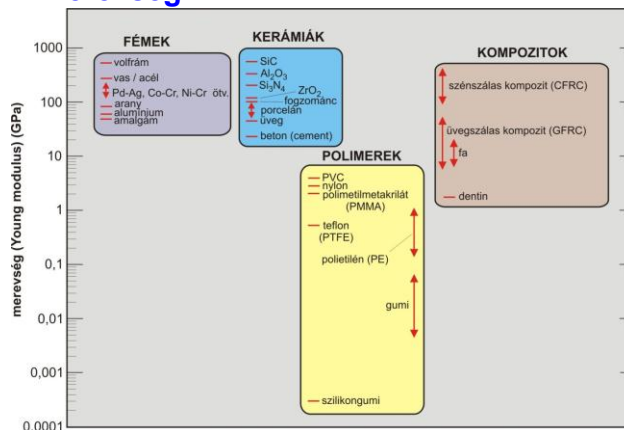 FÉMEK
volfrám
vas / acél
Pd-Ag, Co-Cr, Ni-Cr ötv.
arany
alumínium
amalgám
KERÁMIÁK
SiC
Al2O3
Si3N4
ZrO2
fogzománc
porcelán
üveg
beton (cement)
KOMPOZITOK
szénszálas kompozit (CFRC)
üvegszálas kompozit (GFRC)
fa
dentin
POLIMEREK
PVC
nylon
polimetilmetakrilát
(PMMA)
teflon
(PTFE)
polietilén (PE)
gumi
szilikongumi
merevség (Young modulus) (GPa)
1000
100
10
1
0,1
0,01
0,001
0,0001